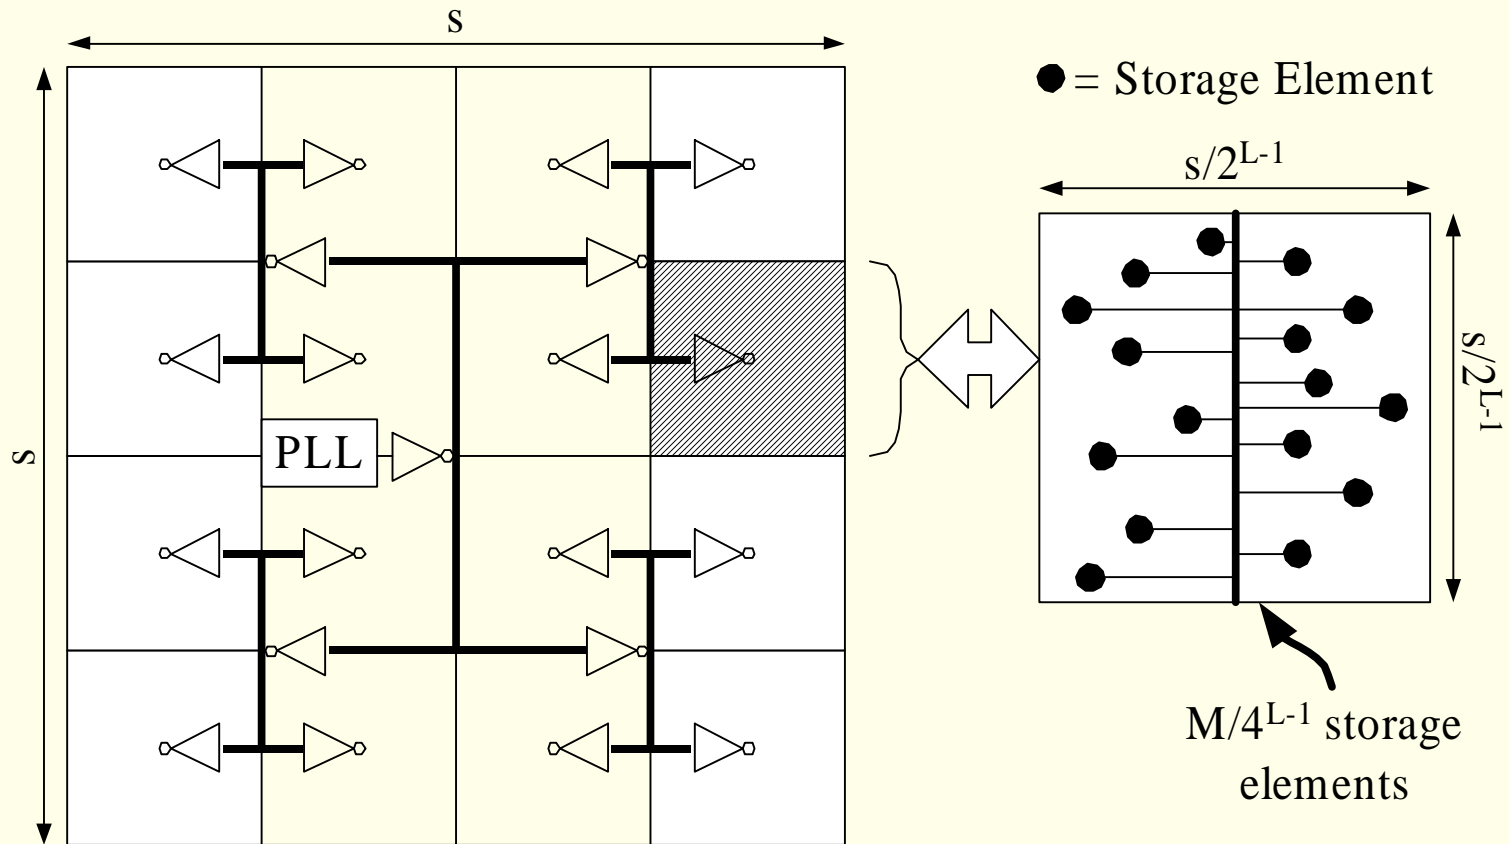 s
s
PLL
= Storage Element
s/2^{L-1}
s/2^{L-1}
M/4^{L-1} storage
elements